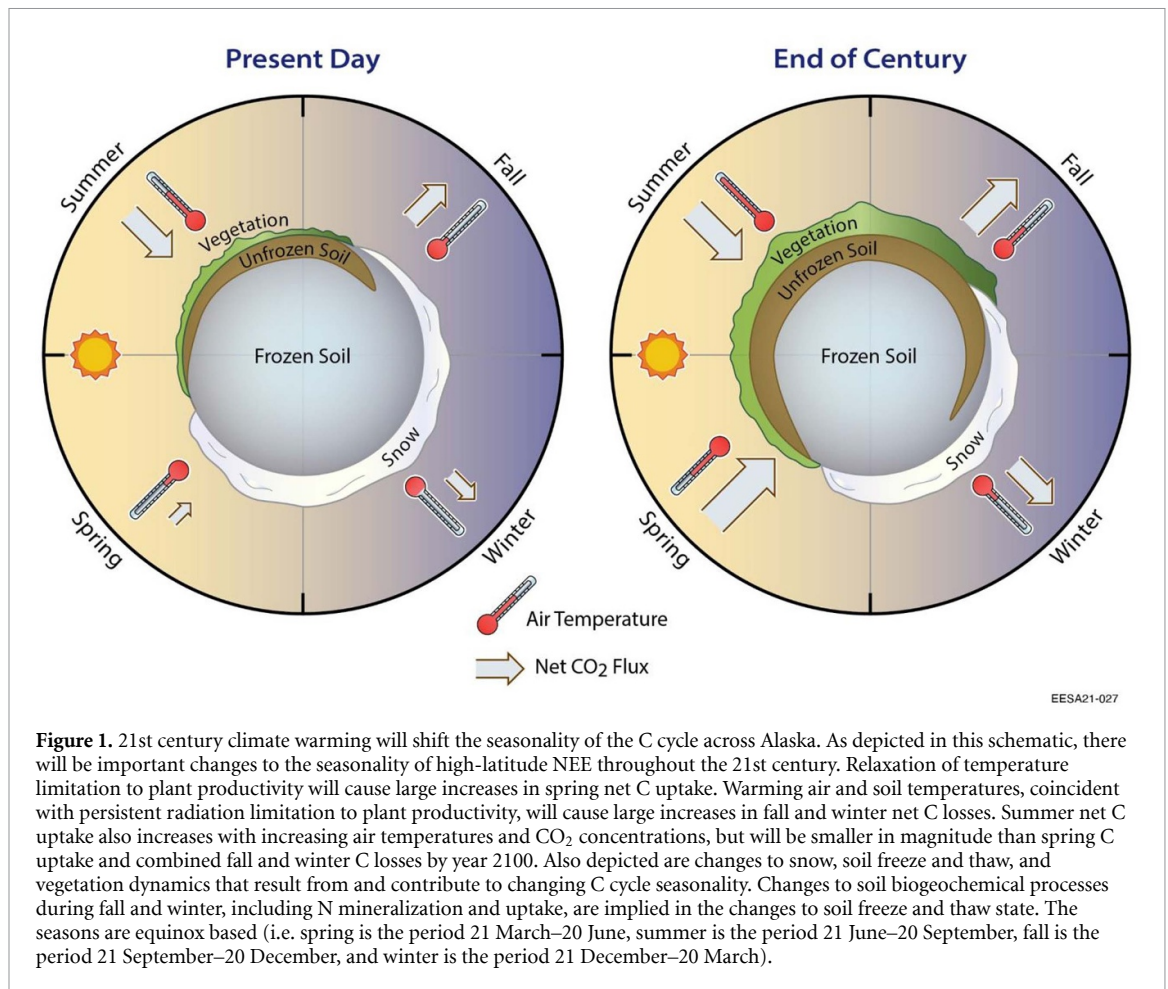 Present Day
End of Century
Summer
Fall
Vegetation
Unfrozen Soil
Frozen Soil
Snow
Spring
Winter
Summer
Fall
Vegetation
Unfrozen Soil
Frozen Soil
Snow
Spring
Winter
Air Temperature
Net CO2 Flux
EESA21-027
Figure 1. 21st century climate warming will shift the seasonality of the C cycle across Alaska. As depicted in this schematic, there
will be important changes to the seasonality of high-latitude NEE throughout the 21st century. Relaxation of temperature
limitation to plant productivity will cause large increases in spring net C uptake. Warming air and soil temperatures, coincident
with persistent radiation limitation to plant productivity, will cause large increases in fall and winter net C losses. Summer net C
uptake also increases with increasing air temperatures and CO2 concentrations, but will be smaller in magnitude than spring C
uptake and combined fall and winter C losses by year 2100. Also depicted are changes to snow, soil freeze and thaw, and
vegetation dynamics that result from and contribute to changing C cycle seasonality. Changes to soil biogeochemical processes
during fall and winter, including N mineralization and uptake, are implied in the changes to soil freeze and thaw state. The
seasons are equinox based (i.e. spring is the period 21 March–20 June, summer is the period 21 June–20 September, fall is the
period 21 September–20 December, and winter is the period 21 December–20 March).